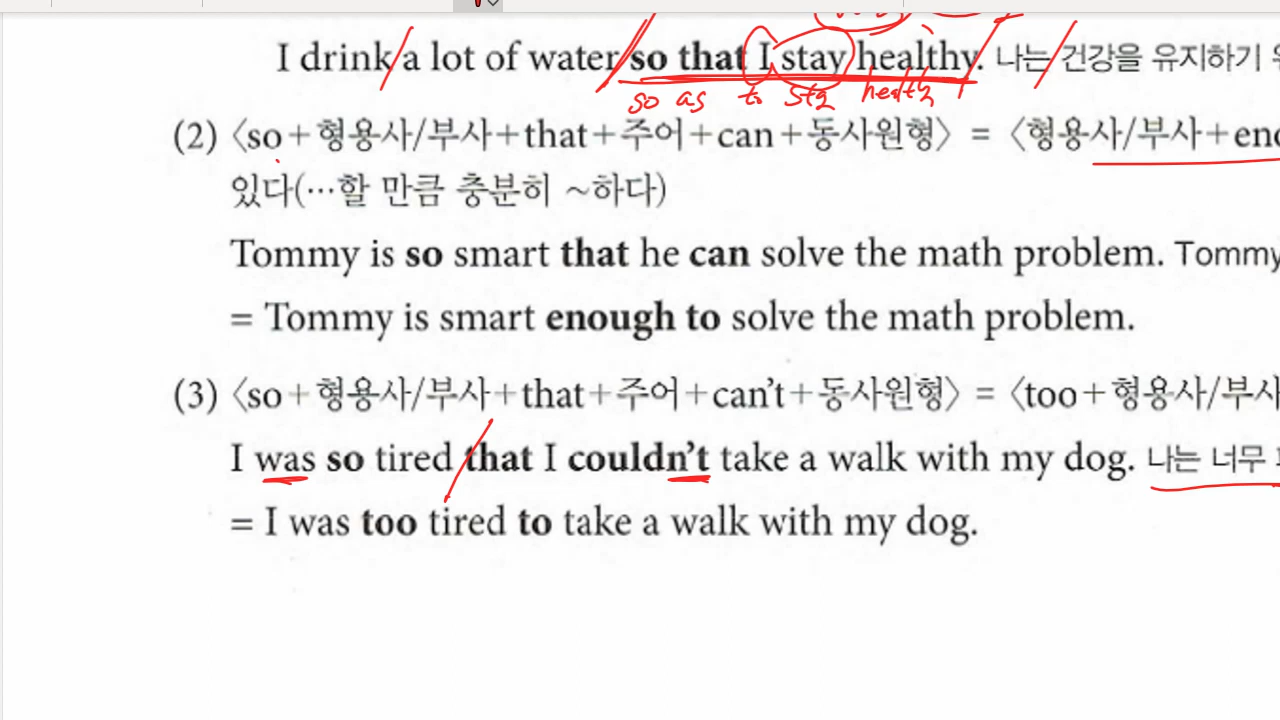 I drink a lot of water so that I stay healthy. 나는 건강을 유지하기
so as to stay healthy
(2) 〈so+형용사/부사+that+주어+can+동사원형〉 = 〈형용사/부사+eno
있다(…할 만큼 충분히 ~하다)
Tommy is so smart that he can solve the math problem. Tommy
= Tommy is smart enough to solve the math problem.
(3) 〈so+형용사/부사+that+주어+can't+동사원형〉 = 〈too+형용사/부사
I was so tired that I couldn't take a walk with my dog. 나는 너무
= I was too tired to take a walk with my dog.